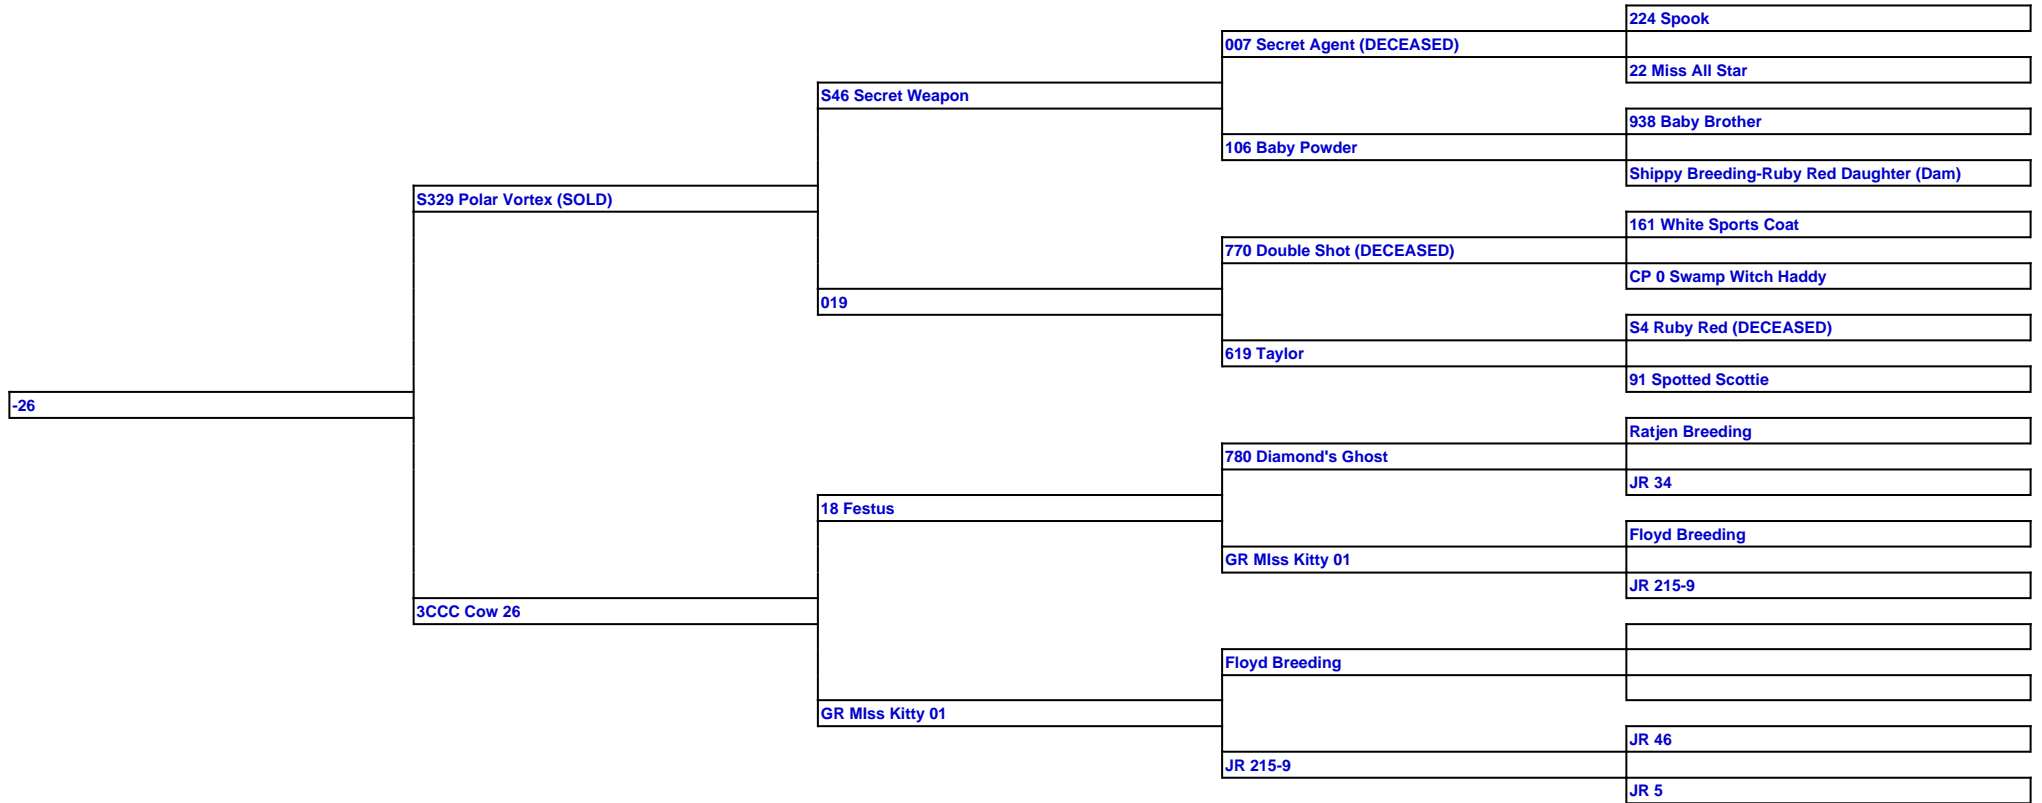 224 Spook
007 Secret Agent (DECEASED)
22 Miss All Star
S46 Secret Weapon
938 Baby Brother
106 Baby Powder
Shippy Breeding-Ruby Red Daughter (Dam)
S329 Polar Vortex (SOLD)
161 White Sports Coat
770 Double Shot (DECEASED)
CP 0 Swamp Witch Haddy
019
S4 Ruby Red (DECEASED)
619 Taylor
91 Spotted Scottie
-26
Ratjen Breeding
780 Diamond's Ghost
JR 34
18 Festus
Floyd Breeding
GR MIss Kitty 01
JR 215-9
3CCC Cow 26
Floyd Breeding
GR MIss Kitty 01
JR 46
JR 215-9
JR 5